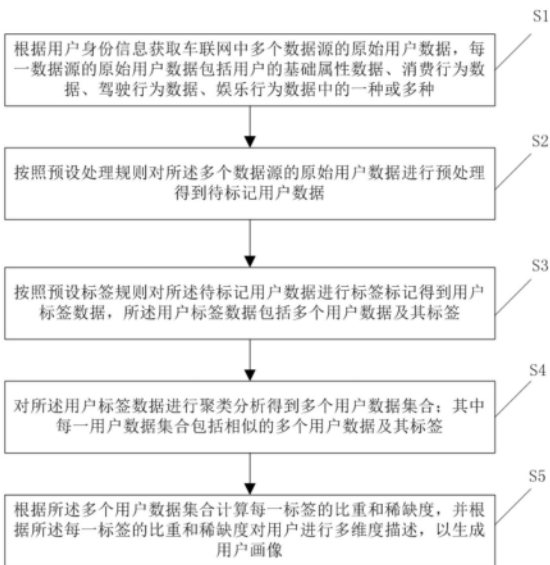 S1
根据用户身份信息获取车联网中多个数据源的原始用户数据，每
一数据源的原始用户数据包括用户的基础属性数据、消费行为数
据、驾驶行为数据、娱乐行为数据中的一种或多种
S2
按照预设处理规则对所述多个数据源的原始用户数据进行预处理
得到待标记用户数据
S3
按照预设标签规则对所述待标记用户数据进行标签标记得到用户
标签数据，所述用户标签数据包括多个用户数据及其标签
S4
对所述用户标签数据进行聚类分析得到多个用户数据集合；其中
每一用户数据集合包括相似的多个用户数据及其标签
S5
根据所述多个用户数据集合计算每一标签的比重和稀缺度，并根
据所述每一标签的比重和稀缺度对用户进行多维度描述，以生成
用户画像